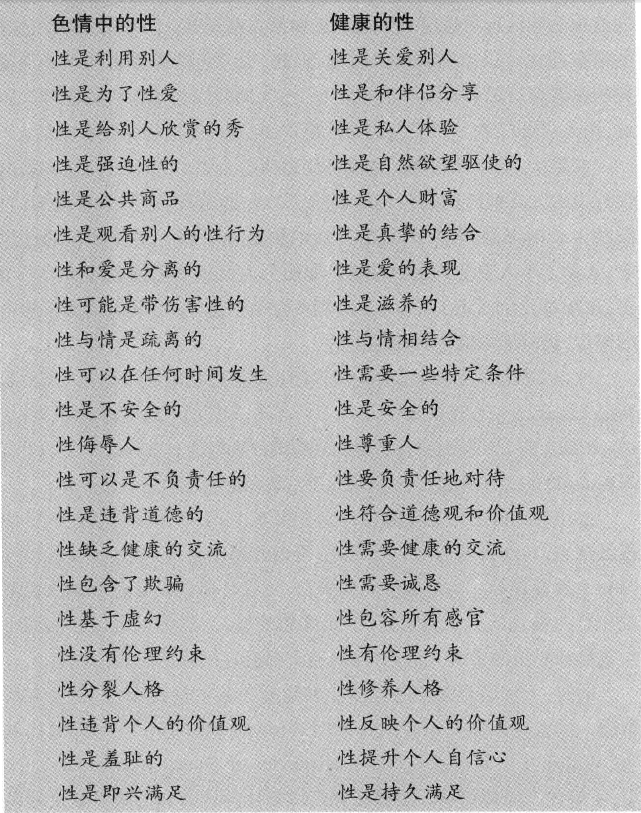 色情中的性 健康的性
性是利用别人 性是关爱别人
性是为了性爱 性是和伴侣分享
性是给别人欣赏的秀 性是私人体验
性是强迫性的 性是自然欲望驱使的
性是公共商品 性是个人财富
性是观看别人的性行为 性是真挚的结合
性和爱是分离的 性是爱的表现
性可能是带伤害性的 性是滋养的
性与情是疏离的 性与情相结合
性可以在任何时间发生 性需要一些特定条件
性是不安全的 性是安全的
性侮辱人 性尊重人
性可以是不负责任的 性要负责任地对待
性是违背道德的 性符合道德观和价值观
性缺乏健康的交流 性需要健康的交流
性包含了欺骗 性需要诚恳
性基于虚幻 性包容所有感官
性没有伦理约束 性有伦理约束
性分裂人格 性修养人格
性违背个人的价值观 性反映个人的价值观
性是羞耻的 性提升个人自信心
性是即兴满足 性是持久满足